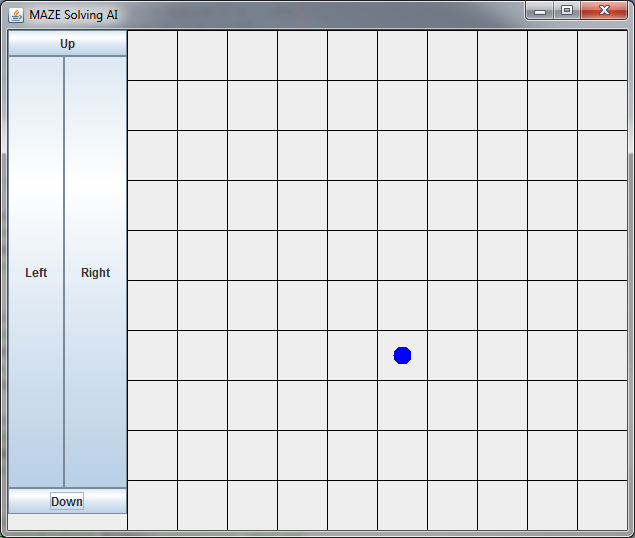 MAZE Solving AI
Up
Left
Right
Down